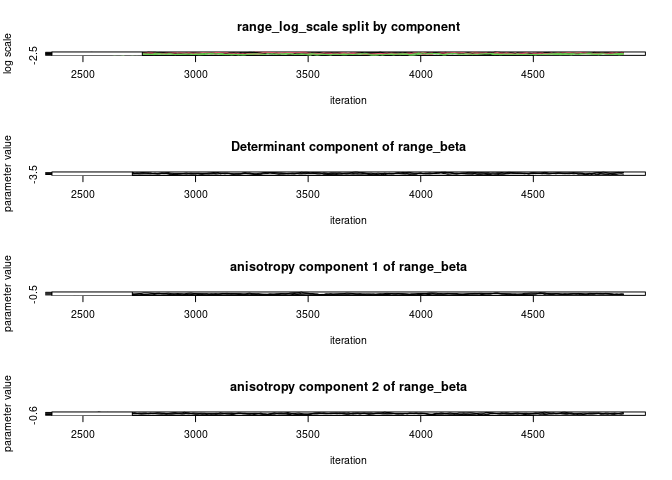 range_log_scale split by component
log scale
-2.5
2500 3000 3500 4000 4500
iteration
Determinant component of range_beta
parameter value
-3.5
2500 3000 3500 4000 4500
iteration
anisotropy component 1 of range_beta
parameter value
-0.5
2500 3000 3500 4000 4500
iteration
anisotropy component 2 of range_beta
parameter value
-0.6
2500 3000 3500 4000 4500
iteration